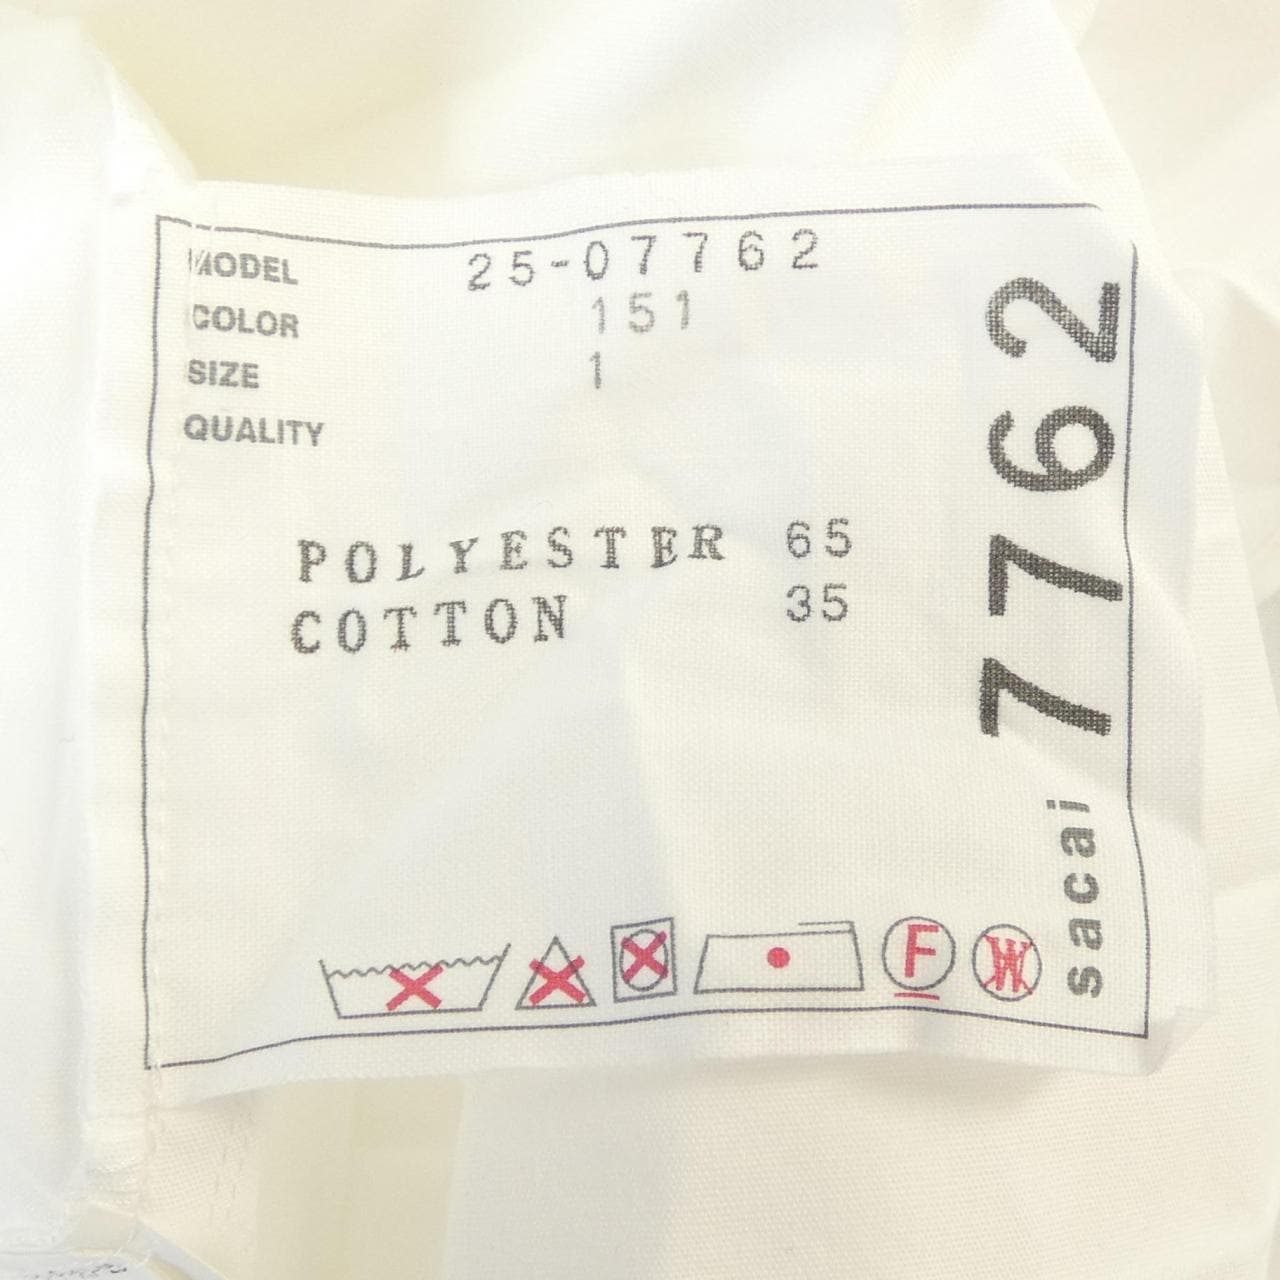 MODEL 25-07762
COLOR 151
SIZE 1
QUALITY
POLYESTER 65
COTTON 35
F W
sacai 7762